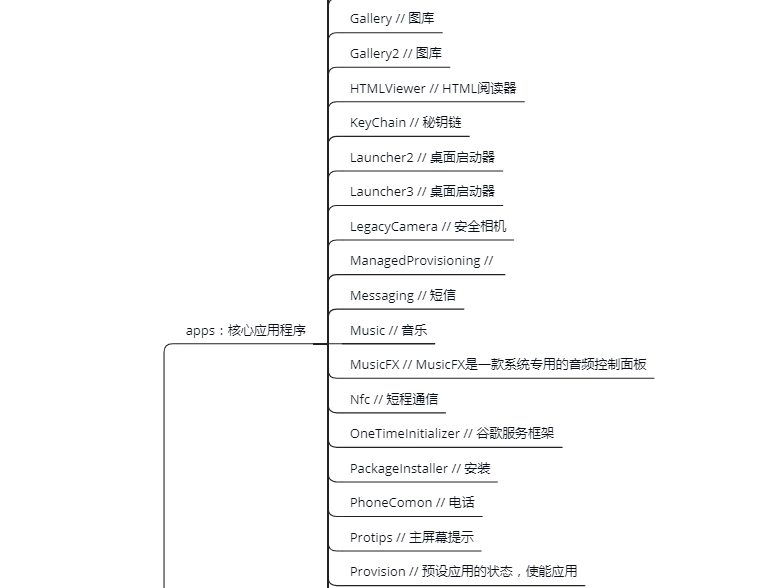 Gallery // 图库
Gallery2 // 图库
HTMLViewer // HTML阅读器
KeyChain // 秘钥链
Launcher2 // 桌面启动器
Launcher3 // 桌面启动器
LegacyCamera // 安全相机
ManagedProvisioning //
Messaging // 短信
apps：核心应用程序
Music // 音乐
MusicFX // MusicFX是一款系统专用的音频控制面板
Nfc // 短程通信
OneTimeInitializer // 谷歌服务框架
PackageInstaller // 安装
PhoneComon // 电话
Protips // 主屏幕提示
Provision // 预设应用的状态，使能应用